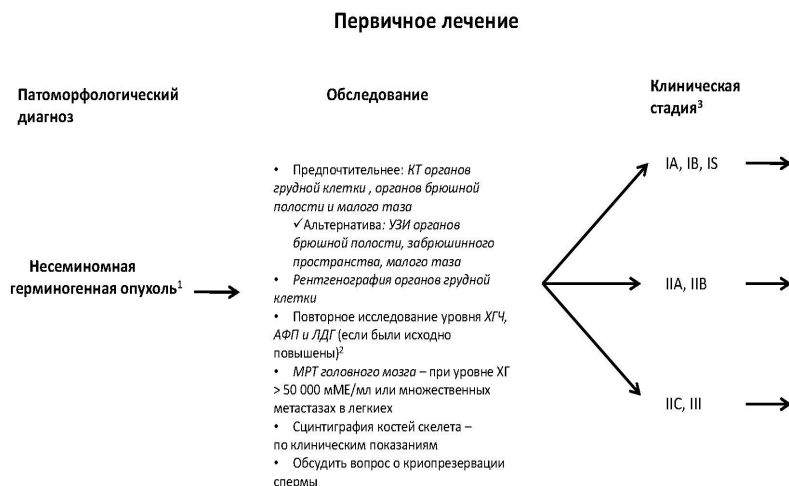 Первичное лечение
Патоморфологический
диагноз
Обследование
Клиническая
стадия³
Несеминомная
герминогенная опухоль¹
• Предпочтительнее: КТ органов
грудной клетки , органов брюшной
полости и малого таза
✓Альтернатива: УЗИ органов
брюшной полости, забрюшинного
пространства, малого таза
• Рентгенография органов грудной
клетки
• Повторное исследование уровня ХГЧ,
АФП и ЛДГ (если были исходно
повышены)²
• МРТ головного мозга – при уровне ХГ
> 50 000 мМЕ/мл или множественных
метастазах в легких
• Сцинтиграфия костей скелета –
по клиническим показаниям
• Обсудить вопрос о криопрезервации
спермы
IA, IB, IS
IIA, IIB
IIC, III